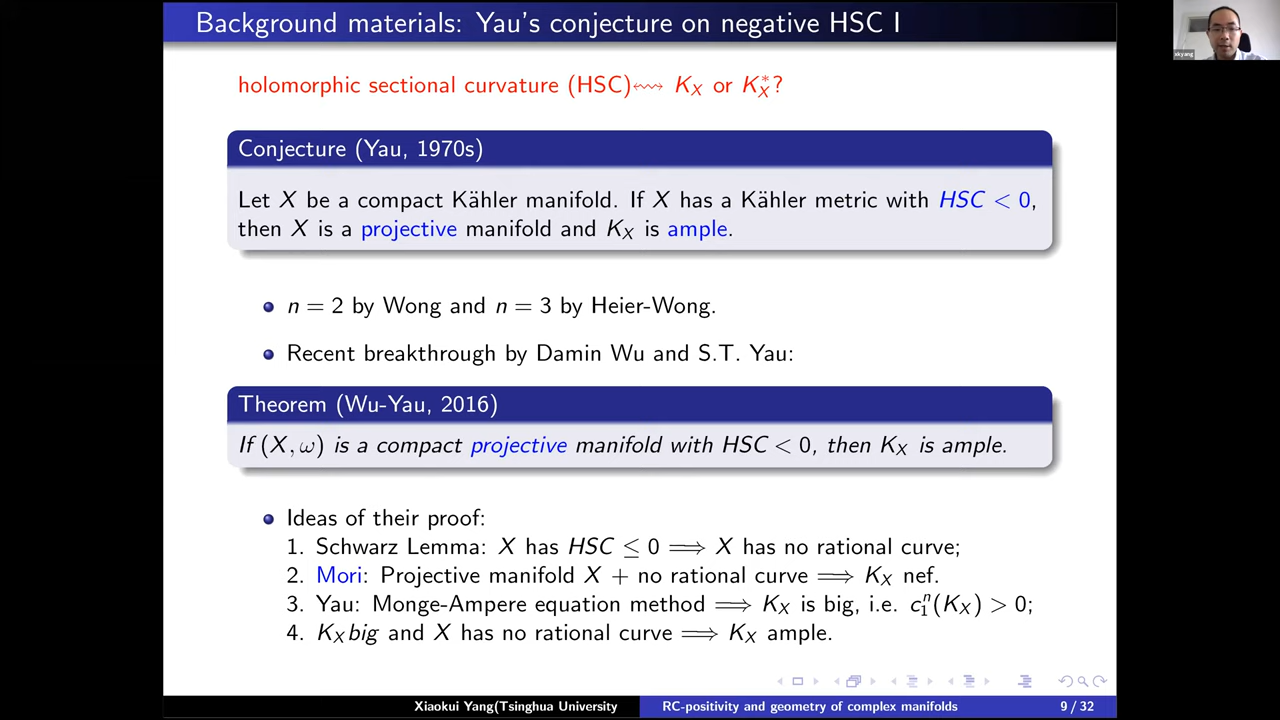 Background materials: Yau's conjecture on negative HSC I
holomorphic sectional curvature (HSC)↭ K_X or K_X^*?
Conjecture (Yau, 1970s)
Let X be a compact Kähler manifold. If X has a Kähler metric with HSC < 0,
then X is a projective manifold and K_X is ample.
n = 2 by Wong and n = 3 by Heier-Wong.
Recent breakthrough by Damin Wu and S.T. Yau:
Theorem (Wu-Yau, 2016)
If (X, ω) is a compact projective manifold with HSC < 0, then K_X is ample.
Ideas of their proof:
1. Schwarz Lemma: X has HSC ≤ 0 ⟹ X has no rational curve;
2. Mori: Projective manifold X + no rational curve ⟹ K_X nef.
3. Yau: Monge-Ampere equation method ⟹ K_X is big, i.e. c_1^n(K_X) > 0;
4. K_X big and X has no rational curve ⟹ K_X ample.
Xiaokui Yang(Tsinghua University
RC-positivity and geometry of complex manifolds
9 / 32